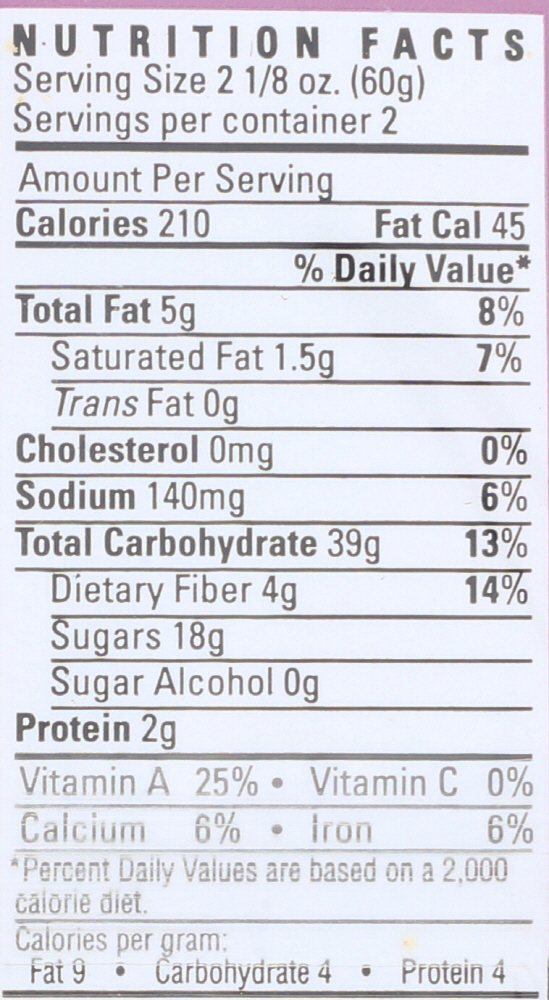 NUTRITION FACTS
Serving Size 2 1/8 oz. (60g)
Servings per container 2
Amount Per Serving
Calories 210 Fat Cal 45
% Daily Value*
Total Fat 5g 8%
Saturated Fat 1.5g 7%
Trans Fat 0g
Cholesterol 0mg 0%
Sodium 140mg 6%
Total Carbohydrate 39g 13%
Dietary Fiber 4g 14%
Sugars 18g
Sugar Alcohol 0g
Protein 2g
Vitamin A 25% • Vitamin C 0%
Calcium 6% • Iron 6%
*Percent Daily Values are based on a 2,000
calorie diet.
Calories per gram:
Fat 9 • Carbohydrate 4 • Protein 4